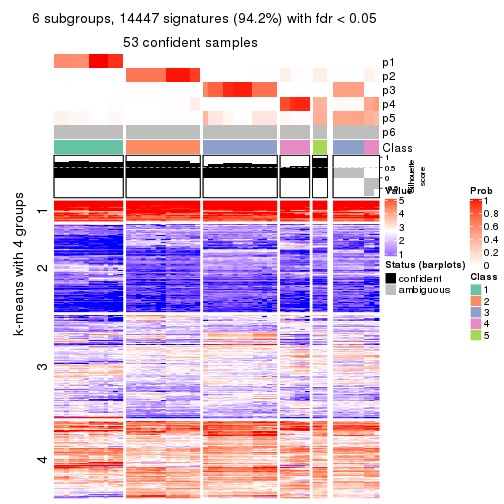 6 subgroups, 14447 signatures (94.2%) with fdr < 0.05
53 confident samples
p1
p2
p3
p4
p5
p6
Class
1
0.5
0
Silhouette
score
k-means with 4 groups
1
2
3
4
Value
5
4
3
2
1
Status (barplots)
confident
ambiguous
Prob
1
0.8
0.6
0.4
0.2
0
Class
1
2
3
4
5